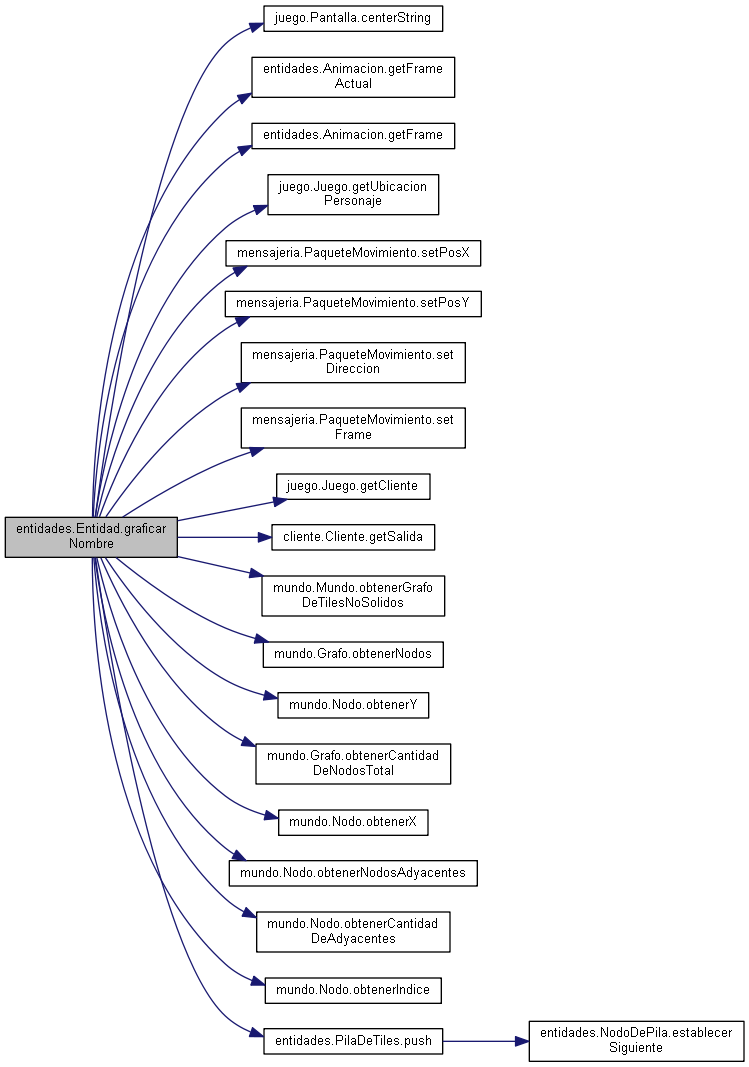 juego.Pantalla.centerString
entidades.Animacion.getFrame
Actual
entidades.Animacion.getFrame
juego.Juego.getUbicacion
Personaje
mensajeria.PaqueteMovimiento.setPosX
mensajeria.PaqueteMovimiento.setPosY
mensajeria.PaqueteMovimiento.set
Direccion
mensajeria.PaqueteMovimiento.set
Frame
juego.Juego.getCliente
entidades.Entidad.graficar
Nombre
cliente.Cliente.getSalida
mundo.Mundo.obtenerGrafo
DeTilesNoSolidos
mundo.Grafo.obtenerNodos
mundo.Nodo.obtenerY
mundo.Grafo.obtenerCantidad
DeNodosTotal
mundo.Nodo.obtenerX
mundo.Nodo.obtenerNodosAdyacentes
mundo.Nodo.obtenerCantidad
DeAdyacentes
mundo.Nodo.obtenerIndice
entidades.PilaDeTiles.push
entidades.NodoDePila.establecer
Siguiente